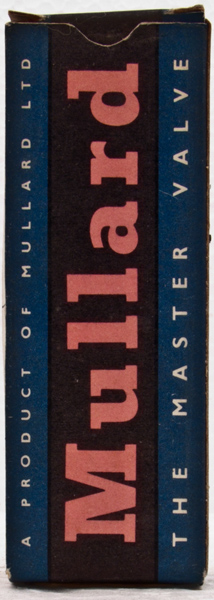 A PRODUCT OF MULLARD LTD
Mullard
THE MASTER VALVE